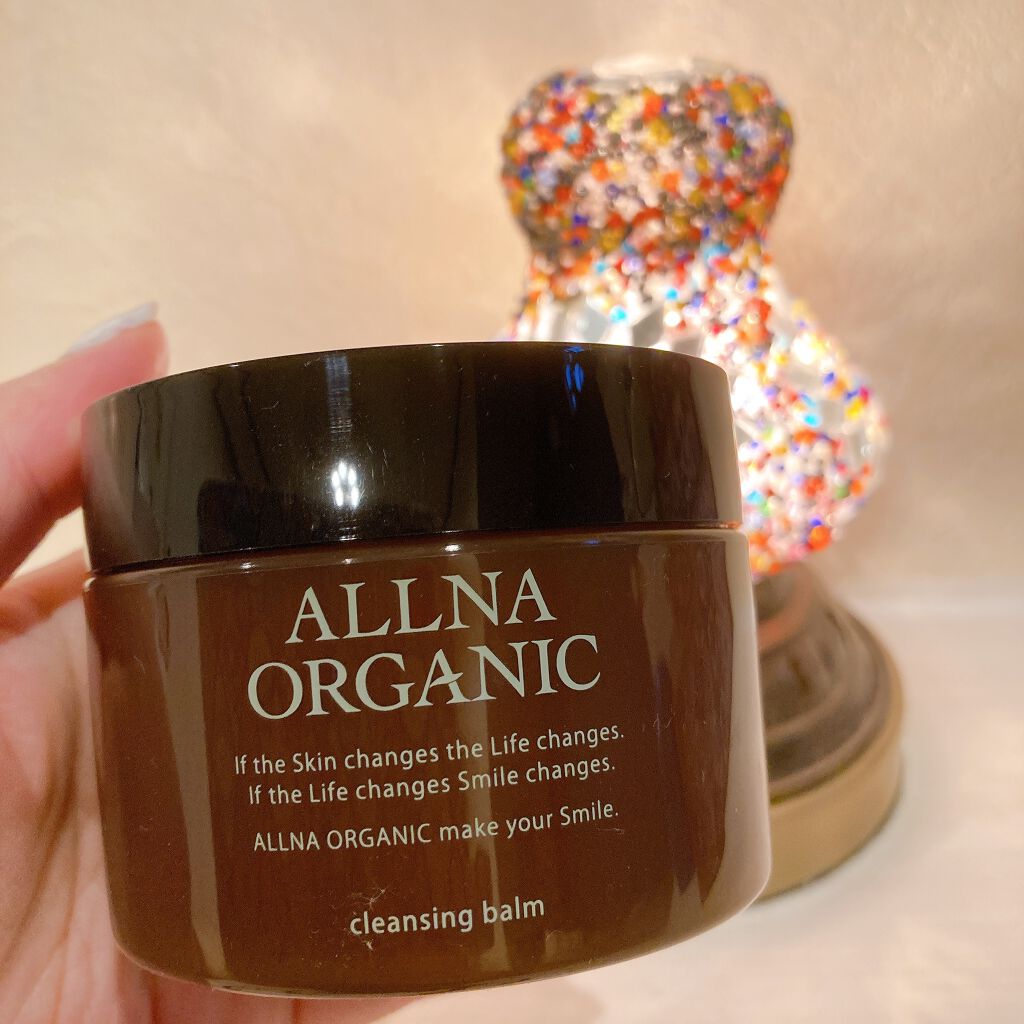 ALLNA
ORGANIC
If the Skin changes the Life changes.
If the Life changes Smile changes.
ALLNA ORGANIC make your Smile.
cleansing balm